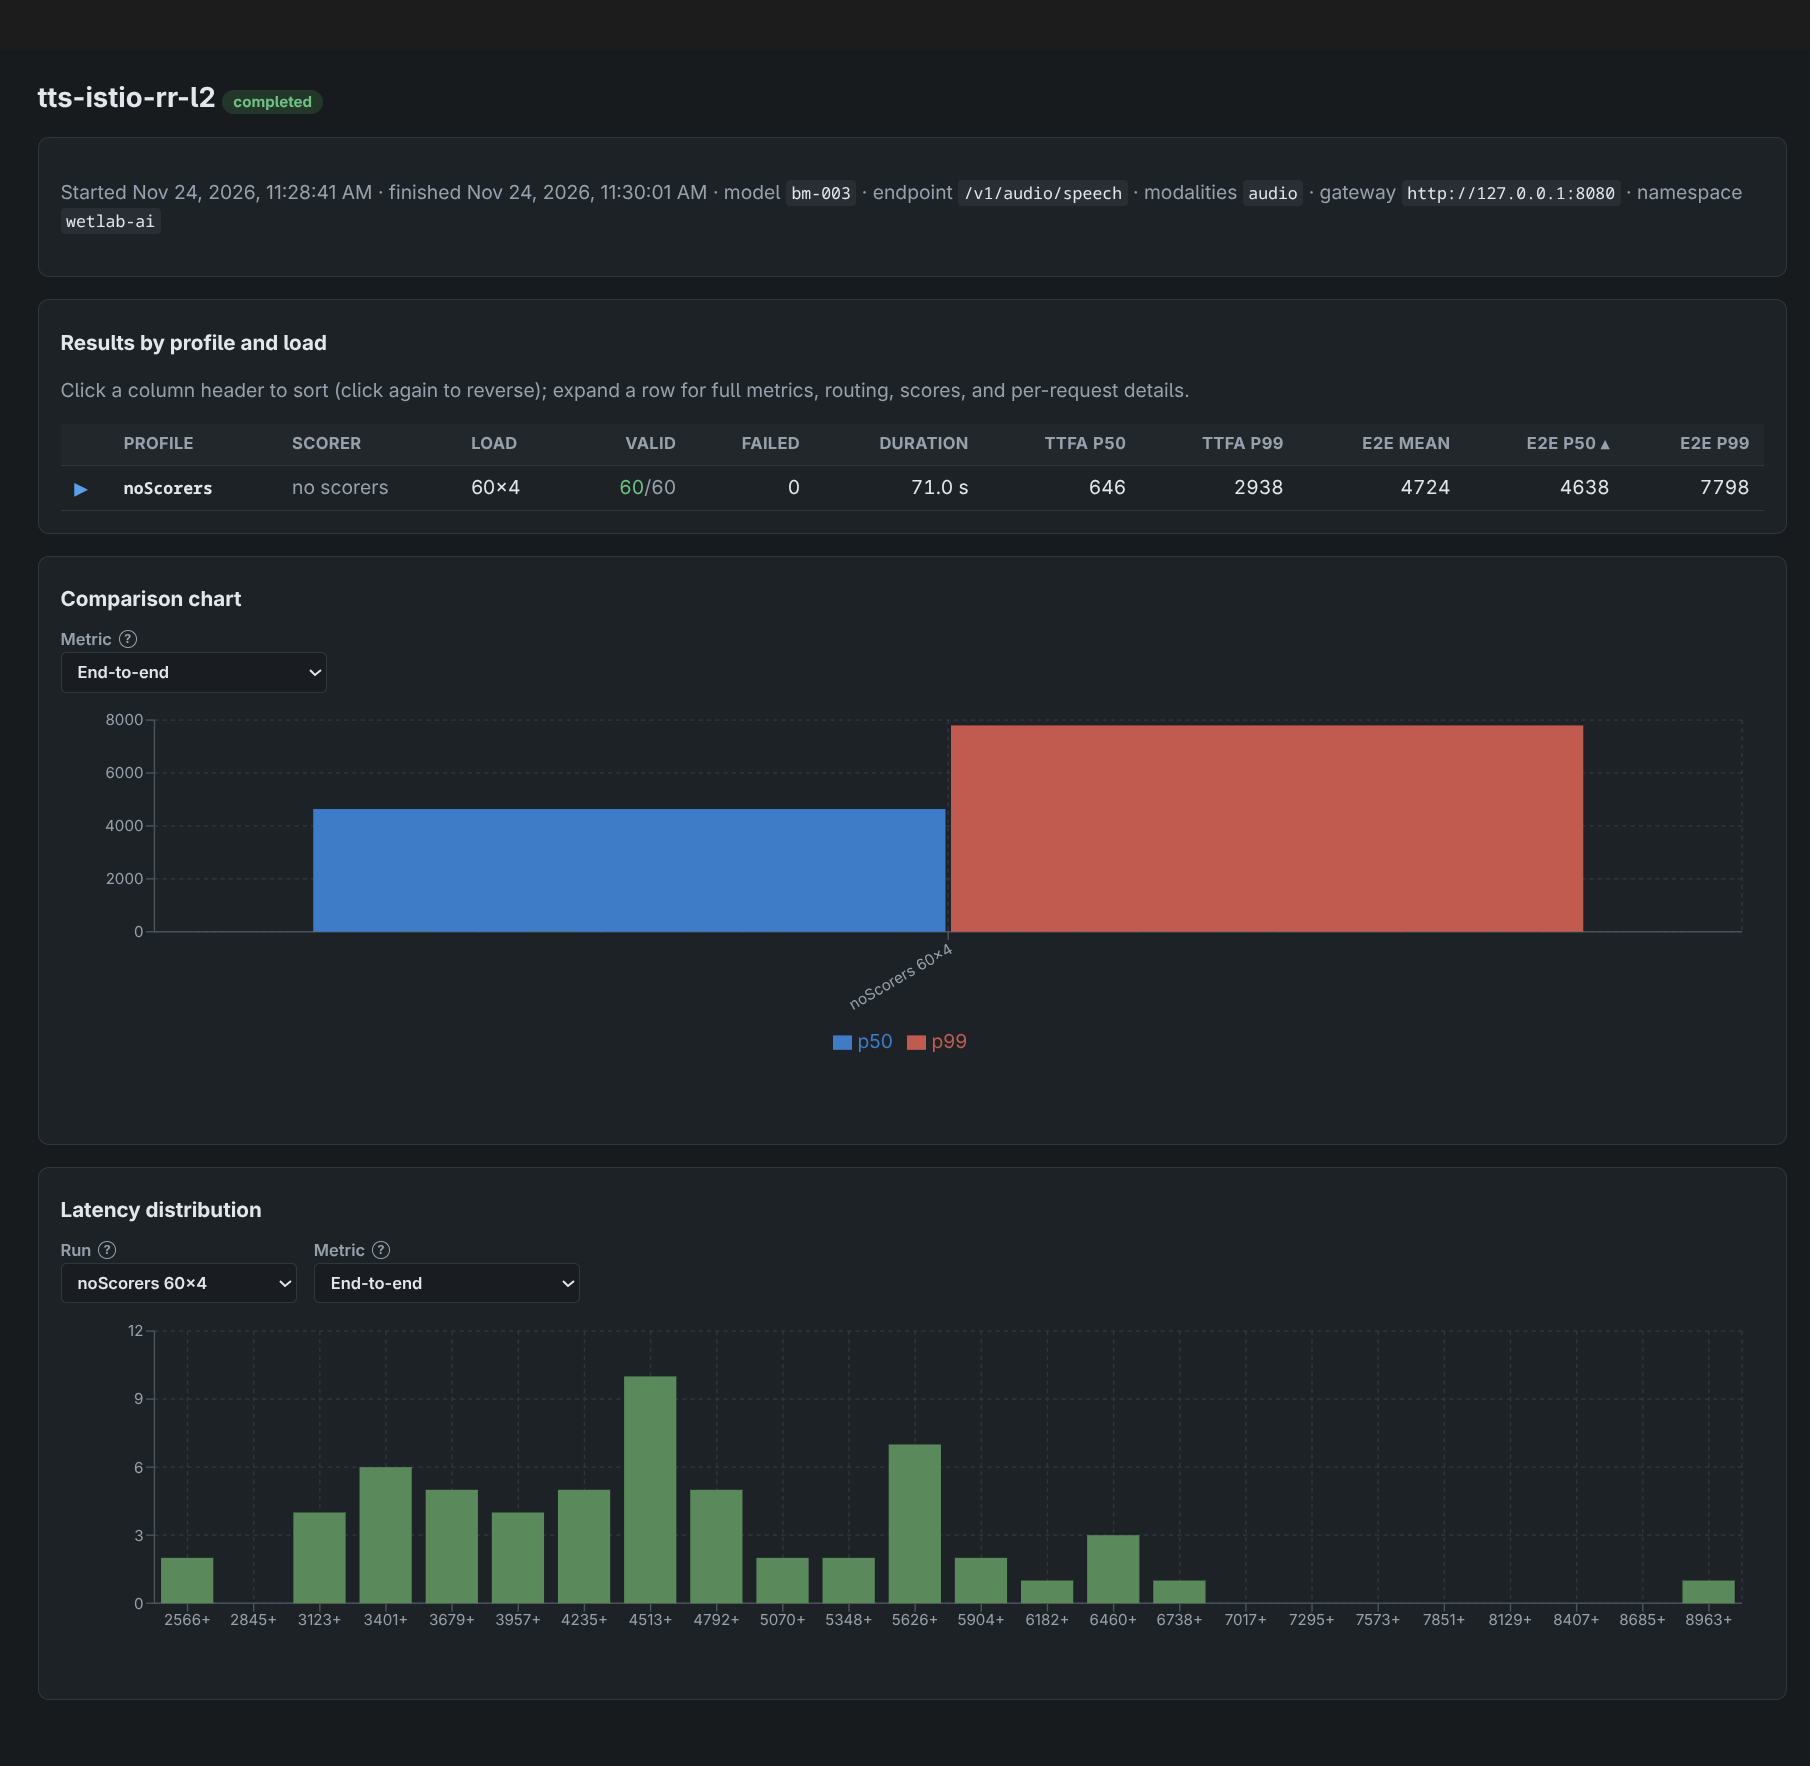 tts-istio-rr-l2 completed
Started Nov 24, 2026, 11:28:41 AM · finished Nov 24, 2026, 11:30:01 AM · model bm-003 · endpoint /v1/audio/speech · modalities audio · gateway http://127.0.0.1:8080 · namespace
wetlab-ai
Results by profile and load
Click a column header to sort (click again to reverse); expand a row for full metrics, routing, scores, and per-request details.
PROFILE SCORER LOAD VALID FAILED DURATION TTFA P50 TTFA P99 E2E MEAN E2E P50 ▲ E2E P99
▶ noScorers no scorers 60×4 60/60 0 71.0 s 646 2938 4724 4638 7798
Comparison chart
Metric ?
End-to-end
8000
6000
4000
2000
0
noScorers 60×4
p50 p99
Latency distribution
Run ? Metric ?
noScorers 60×4 End-to-end
12
9
6
3
0
2566+ 2845+ 3123+ 3401+ 3679+ 3957+ 4235+ 4513+ 4792+ 5070+ 5348+ 5626+ 5904+ 6182+ 6460+ 6738+ 7017+ 7295+ 7573+ 7851+ 8129+ 8407+ 8685+ 8963+